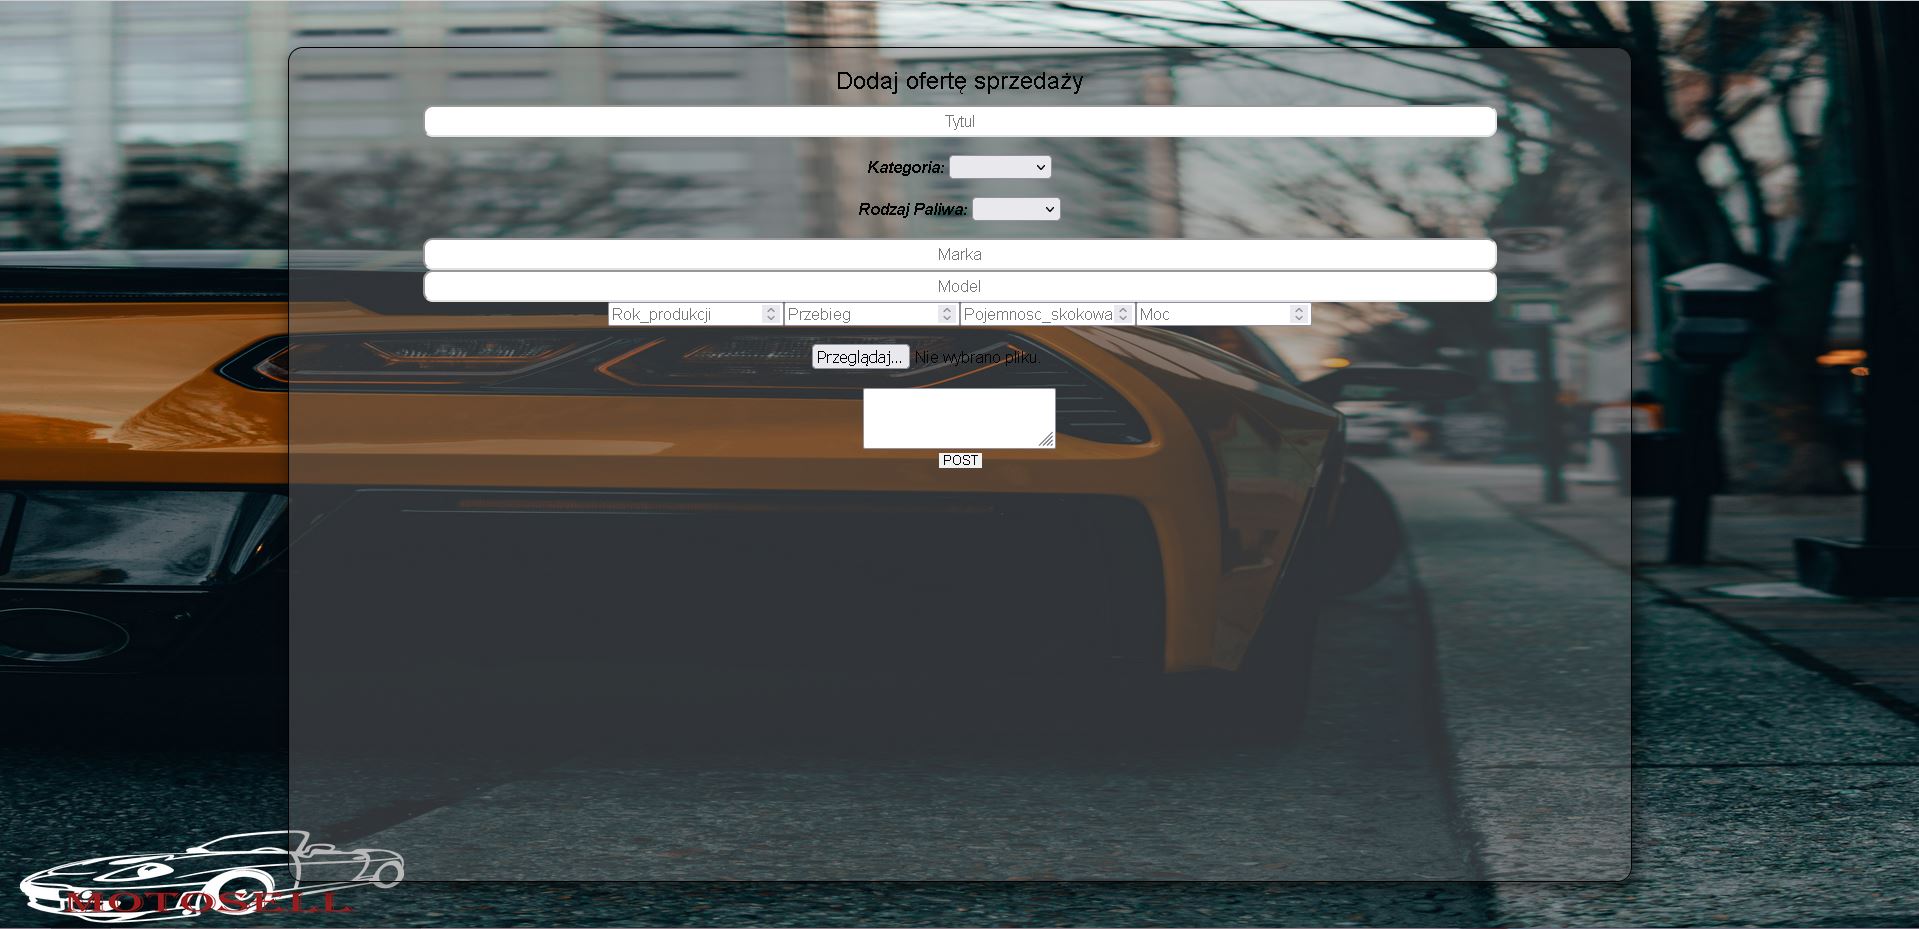 Dodaj ofertę sprzedaży
Tytul
Kategoria:
Rodzaj Paliwa:
Marka
Model
Rok_produkcji Przebieg Pojemnosc_skokowa Moc
Przeglądaj... Nie wybrano pliku.
POST
MOTOSELL